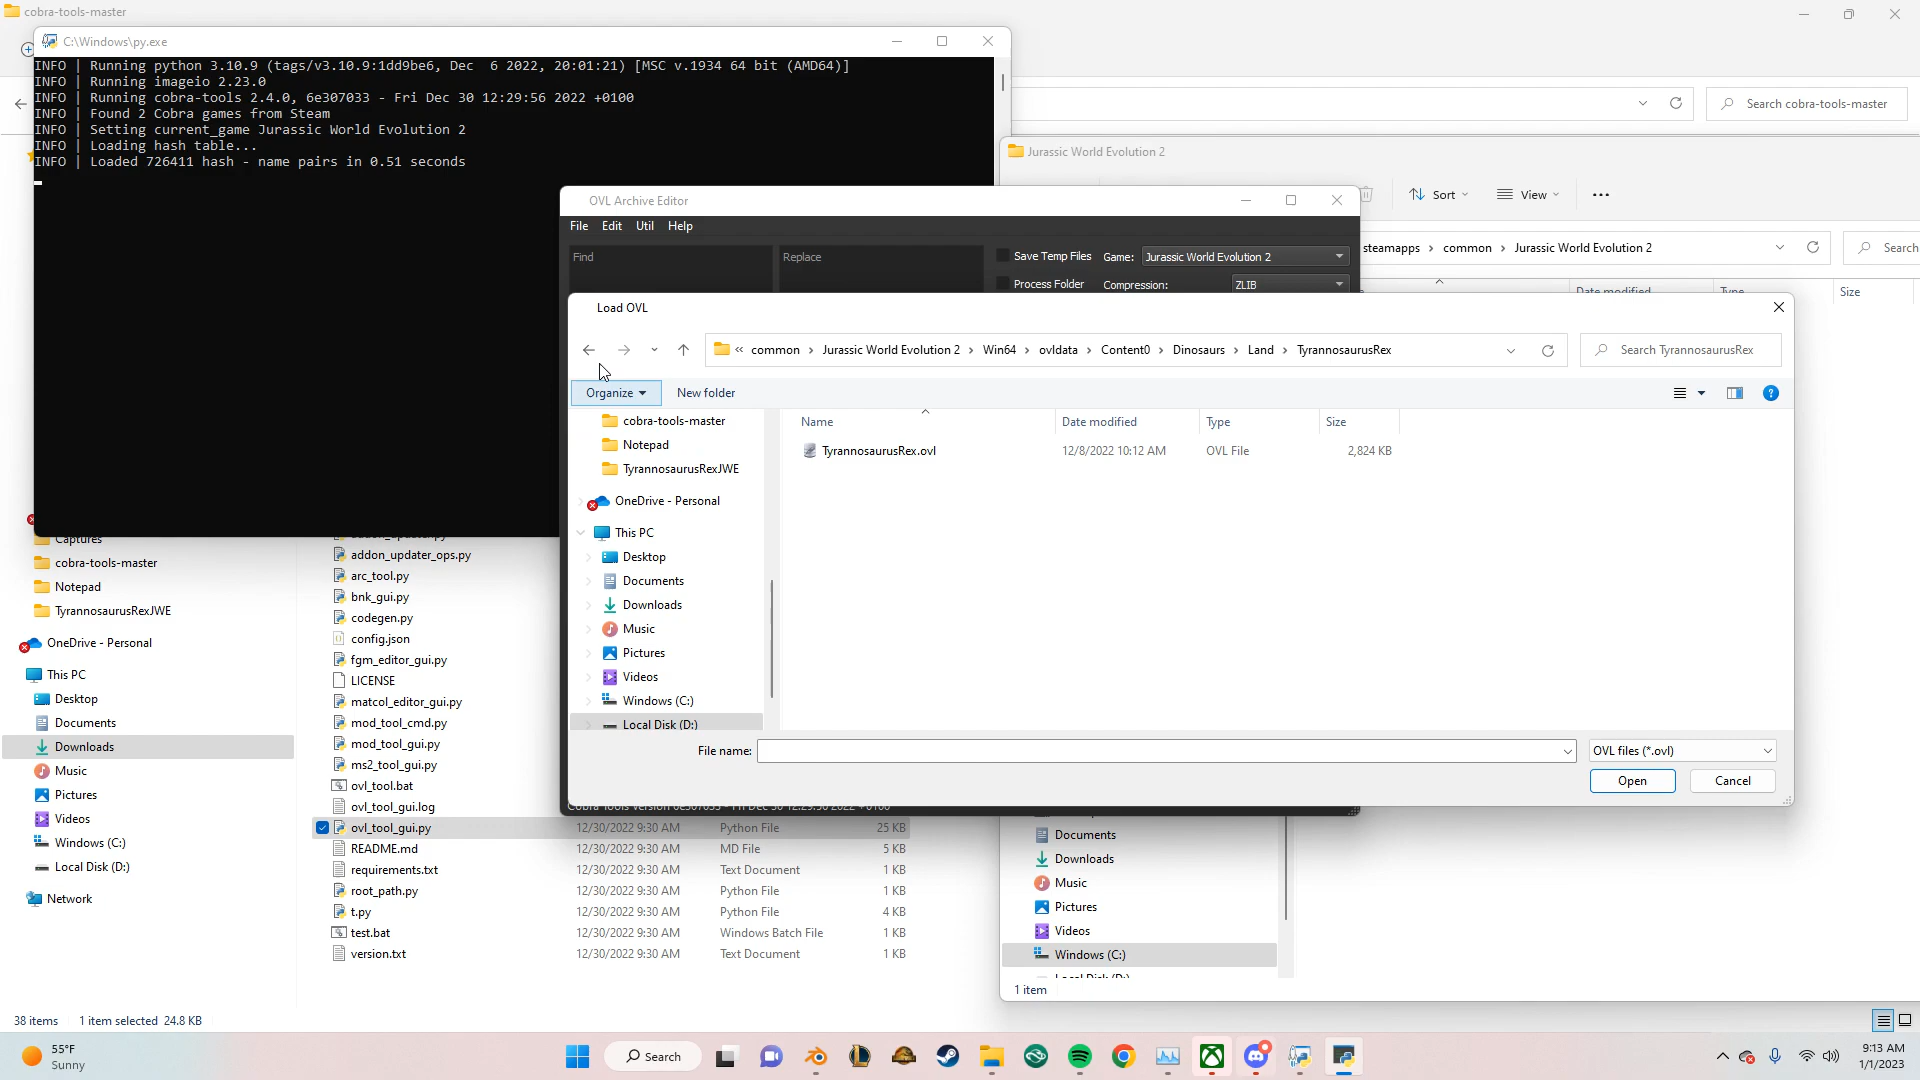 cobra-tools-master
C:\Windows\py.exe
INFO | Running python 3.10.9 (tags/v3.10.9:1dd9be6, Dec  6 2022, 20:01:21) [MSC v.1934 64 bit (AMD64)]
INFO | Running imageio 2.23.0
INFO | Running cobra-tools 2.4.0, 6e307033 - Fri Dec 30 12:29:56 2022 +0100
INFO | Found 2 Cobra games from Steam
INFO | Setting current_game Jurassic World Evolution 2
INFO | Loading hash table...
INFO | Loaded 726411 hash - name pairs in 0.51 seconds
Search cobra-tools-master
Jurassic World Evolution 2
Sort
View
steamapps > common > Jurassic World Evolution 2
Search
Date modified
Type
Size
OVL Archive Editor
File Edit Util Help
Find
Replace
Save Temp Files
Game:
Jurassic World Evolution 2
Process Folder
Compression:
ZLIB
Load OVL
« common > Jurassic World Evolution 2 > Win64 > ovldata > Content0 > Dinosaurs > Land > TyrannosaurusRex
Search TyrannosaurusRex
Organize
New folder
cobra-tools-master
Notepad
TyrannosaurusRexJWE
OneDrive - Personal
This PC
Desktop
Documents
Downloads
Music
Pictures
Videos
Windows (C:)
Local Disk (D:)
Name
Date modified
Type
Size
TyrannosaurusRex.ovl
12/8/2022 10:12 AM
OVL File
2,824 KB
File name:
OVL files (*.ovl)
Open
Cancel
Captures
cobra-tools-master
Notepad
TyrannosaurusRexJWE
OneDrive - Personal
This PC
Desktop
Documents
Downloads
Music
Pictures
Videos
Windows (C:)
Local Disk (D:)
Network
addon_updater.py
addon_updater_ops.py
arc_tool.py
bnk_gui.py
codegen.py
config.json
fgm_editor_gui.py
LICENSE
matcol_editor_gui.py
mod_tool_cmd.py
mod_tool_gui.py
ms2_tool_gui.py
ovl_tool.bat
ovl_tool_gui.log
Cobra Tools Version 6e307033 - Fri Dec 30 12:29:56 2022 +0100
ovl_tool_gui.py 12/30/2022 9:30 AM Python File 25 KB
README.md 12/30/2022 9:30 AM MD File 5 KB
requirements.txt 12/30/2022 9:30 AM Text Document 1 KB
root_path.py 12/30/2022 9:30 AM Python File 1 KB
t.py 12/30/2022 9:30 AM Python File 4 KB
test.bat 12/30/2022 9:30 AM Windows Batch File 1 KB
version.txt 12/30/2022 9:30 AM Text Document 1 KB
Documents
Downloads
Music
Pictures
Videos
Windows (C:)
Local Disk (D:)
1 item
38 items
1 item selected 24.8 KB
55°F
Sunny
Search
9:13 AM
1/1/2023